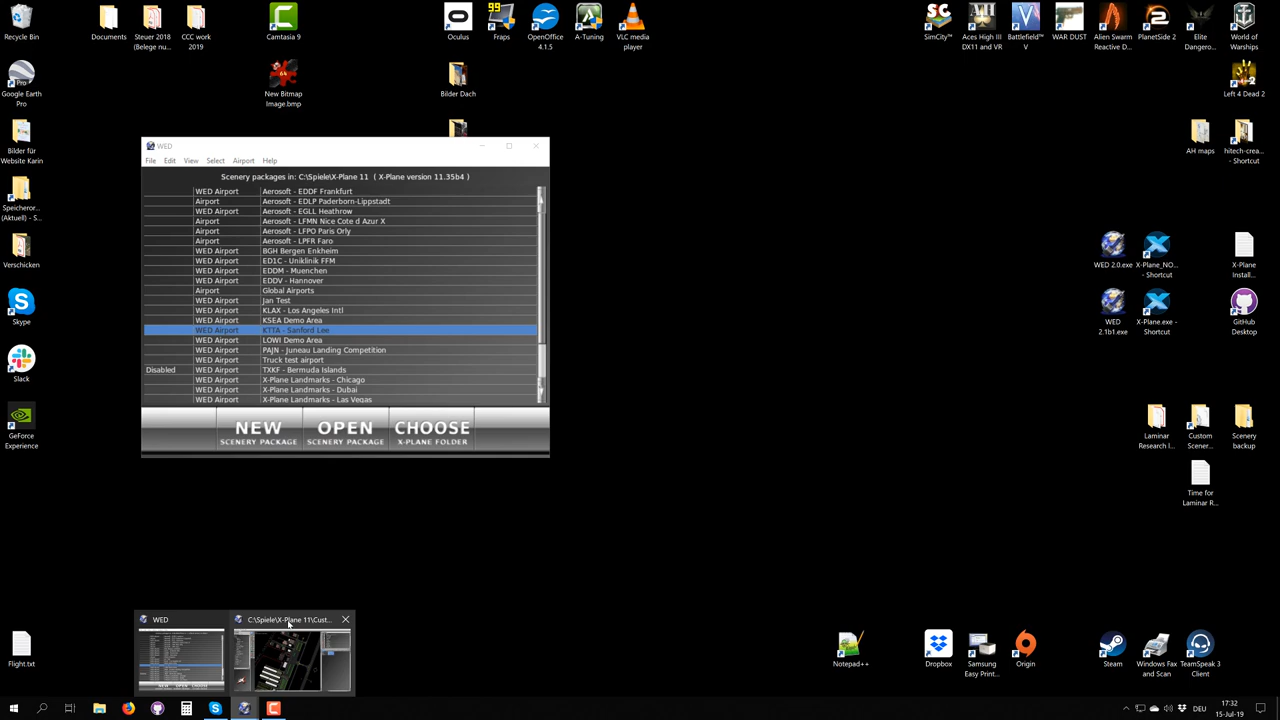 Recycle Bin
Documents
Steuer 2018
(Belege nu...
CCC work
2019
Camtasia 9
Oculus
99
Fraps
OpenOffice
4.1.5
A-Tuning
VLC media
player
SimCity™
Aces High III
DX11 and VR
Battlefield™
V
WAR DUST
Alien Swarm
Reactive D...
PlanetSide 2
Elite
Dangero...
World of
Warships
Google Earth
Pro
64
New Bitmap
Image.bmp
Bilder Dach
Left 4 Dead 2
Bilder für
Website Karin
AH maps
hitech-crea...
- Shortcut
Speicheror...
(Aktuell) - S...
Verschicken
WED 2.0.exe
X-Plane_NO...
- Shortcut
X-Plane
Install...
Skype
WED
2.1b1.exe
X-Plane.exe -
Shortcut
GitHub
Desktop
Slack
GeForce
Experience
Laminar
Research l...
Custom
Scener...
Scenery
backup
Time for
Laminar R...
WED
File Edit View Select Airport Help
Scenery packages in: C:\Spiele\X-Plane 11 ( X-Plane version 11.35b4 )
WED Airport Aerosoft - EDDF Frankfurt
Airport Aerosoft - EDLP Paderborn-Lippstadt
WED Airport Aerosoft - EGLL Heathrow
Airport Aerosoft - LFMN Nice Cote d Azur X
Airport Aerosoft - LFPO Paris Orly
Airport Aerosoft - LPFR Faro
WED Airport BGH Bergen Enkheim
WED Airport ED1C - Uniklinik FFM
WED Airport EDDM - Muenchen
WED Airport EDDV - Hannover
Airport Global Airports
WED Airport Jan Test
WED Airport KLAX - Los Angeles Intl
WED Airport KSEA Demo Area
WED Airport KTTA - Sanford Lee
WED Airport LOWI Demo Area
WED Airport PAJN - Juneau Landing Competition
WED Airport Truck test airport
Disabled WED Airport TXKF - Bermuda Islands
WED Airport X-Plane Landmarks - Chicago
WED Airport X-Plane Landmarks - Dubai
WED Airport X-Plane Landmarks - Las Vegas
NEW
SCENERY PACKAGE
OPEN
SCENERY PACKAGE
CHOOSE
X-PLANE FOLDER
WED
C:\Spiele\X-Plane 11\Cust...
Flight.txt
Notepad++
Dropbox
Samsung
Easy Print...
Origin
Steam
Windows Fax
and Scan
TeamSpeak 3
Client
DEU
17:32
15-Jul-19